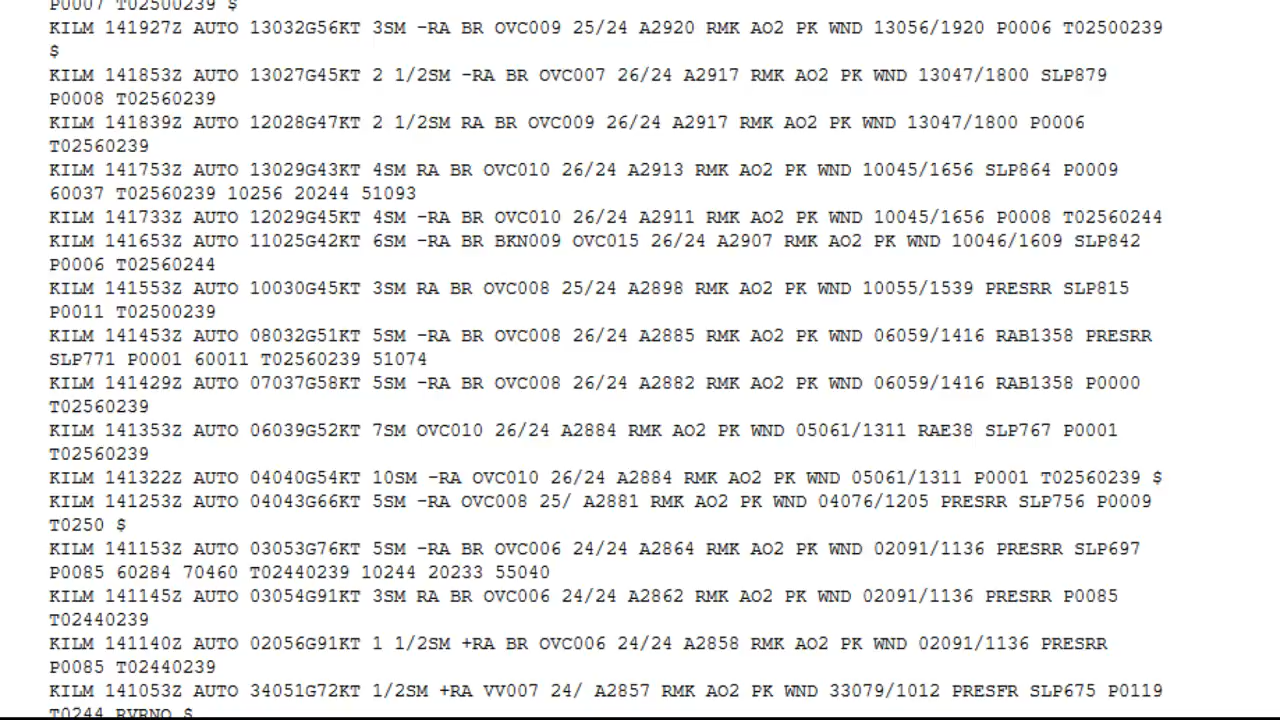 P0007 T02500239 $
KILM 141927Z AUTO 13032G56KT 3SM -RA BR OVC009 25/24 A2920 RMK AO2 PK WND 13056/1920 P0006 T02500239
$
KILM 141853Z AUTO 13027G45KT 2 1/2SM -RA BR OVC007 26/24 A2917 RMK AO2 PK WND 13047/1800 SLP879
P0008 T02560239
KILM 141839Z AUTO 12028G47KT 2 1/2SM RA BR OVC009 26/24 A2917 RMK AO2 PK WND 13047/1800 P0006
T02560239
KILM 141753Z AUTO 13029G43KT 4SM RA BR OVC010 26/24 A2913 RMK AO2 PK WND 10045/1656 SLP864 P0009
60037 T02560239 10256 20244 51093
KILM 141733Z AUTO 12029G45KT 4SM -RA BR OVC010 26/24 A2911 RMK AO2 PK WND 10045/1656 P0008 T02560244
KILM 141653Z AUTO 11025G42KT 6SM -RA BR BKN009 OVC015 26/24 A2907 RMK AO2 PK WND 10046/1609 SLP842
P0006 T02560244
KILM 141553Z AUTO 10030G45KT 3SM RA BR OVC008 25/24 A2898 RMK AO2 PK WND 10055/1539 PRESRR SLP815
P0011 T02500239
KILM 141453Z AUTO 08032G51KT 5SM -RA BR OVC008 26/24 A2885 RMK AO2 PK WND 06059/1416 RAB1358 PRESRR
SLP771 P0001 60011 T02560239 51074
KILM 141429Z AUTO 07037G58KT 5SM -RA BR OVC008 26/24 A2882 RMK AO2 PK WND 06059/1416 RAB1358 P0000
T02560239
KILM 141353Z AUTO 06039G52KT 7SM OVC010 26/24 A2884 RMK AO2 PK WND 05061/1311 RAE38 SLP767 P0001
T02560239
KILM 141322Z AUTO 04040G54KT 10SM -RA OVC010 26/24 A2884 RMK AO2 PK WND 05061/1311 P0001 T02560239 $
KILM 141253Z AUTO 04043G66KT 5SM -RA OVC008 25/ A2881 RMK AO2 PK WND 04076/1205 PRESRR SLP756 P0009
T0250 $
KILM 141153Z AUTO 03053G76KT 5SM -RA BR OVC006 24/24 A2864 RMK AO2 PK WND 02091/1136 PRESRR SLP697
P0085 60284 70460 T02440239 10244 20233 55040
KILM 141145Z AUTO 03054G91KT 3SM RA BR OVC006 24/24 A2862 RMK AO2 PK WND 02091/1136 PRESRR P0085
T02440239
KILM 141140Z AUTO 02056G91KT 1 1/2SM +RA BR OVC006 24/24 A2858 RMK AO2 PK WND 02091/1136 PRESRR
P0085 T02440239
KILM 141053Z AUTO 34051G72KT 1/2SM +RA VV007 24/ A2857 RMK AO2 PK WND 33079/1012 PRESFR SLP675 P0119
T0244 RVRNO $